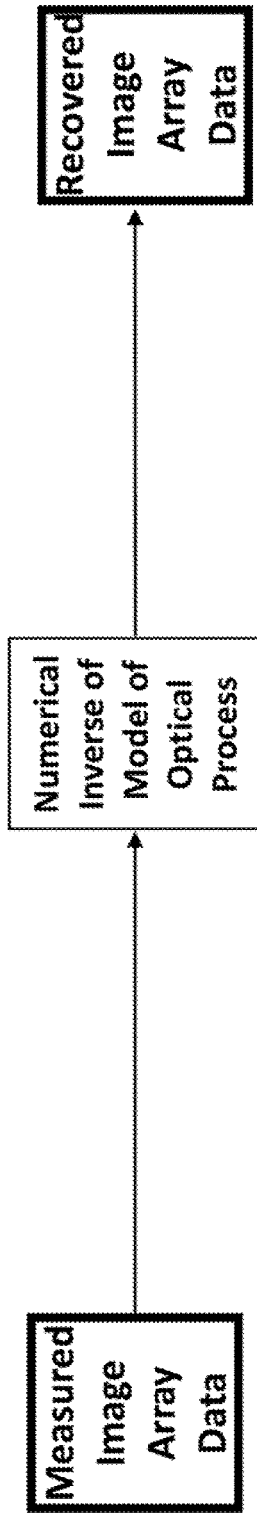 Measured
Image
Array
Data
Numerical
Inverse of
Model of
Optical
Process
Recovered
Image
Array
Data